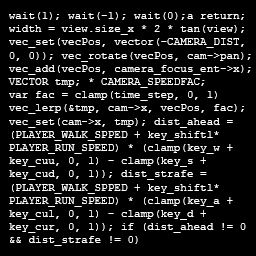 wait(1); wait(-1); wait(0);a return;
width = view.size_x * 2 * tan(view);
vec_set(vecPos, vector(-CAMERA_DIST,
0, 0)); vec_rotate(vecPos, cam->pan);
vec_add(vecPos, camera_focus_ent->x);
VECTOR tmp; * CAMERA_SPEEDFAC;
var fac = clamp(time_step, 0, 1)
vec_lerp(&tmp, cam->x, vecPos, fac);
vec_set(cam->x, tmp); dist_ahead =
(PLAYER_WALK_SPPED + key_shiftl*
PLAYER_RUN_SPEED) * (clamp(key_w +
key_cuu, 0, 1) - clamp(key_s +
key_cud, 0, 1)); dist_strafe =
(PLAYER_WALK_SPPED + key_shiftl*
PLAYER_RUN_SPEED) * (clamp(key_a +
key_cul, 0, 1) - clamp(key_d +
key_cur, 0, 1)); if (dist_ahead != 0
&& dist_strafe != 0)